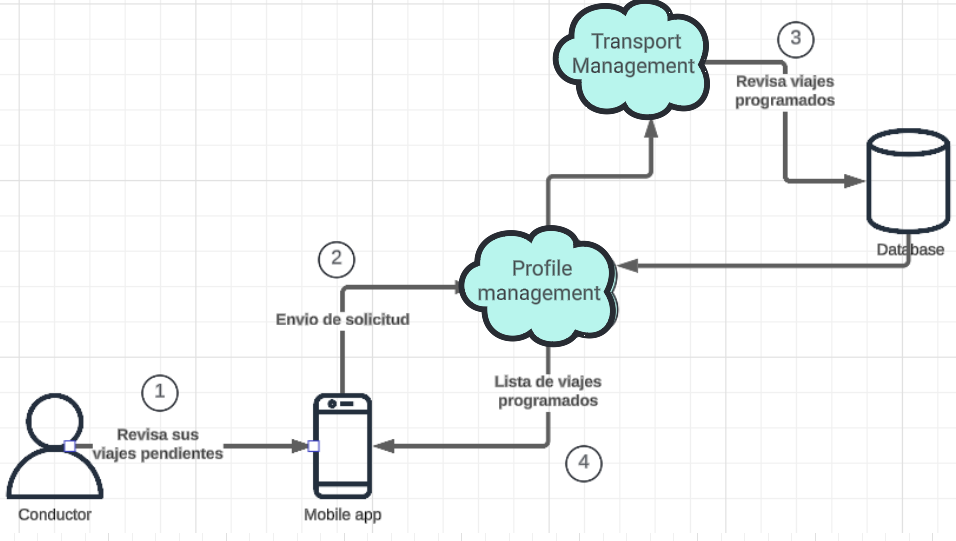 Transport
Management
3
Revisa viajes
programados
Database
2
Profile
management
Envio de solicitud
Lista de viajes
programados
1
Revisa sus
viajes pendientes
4
Conductor
Mobile app